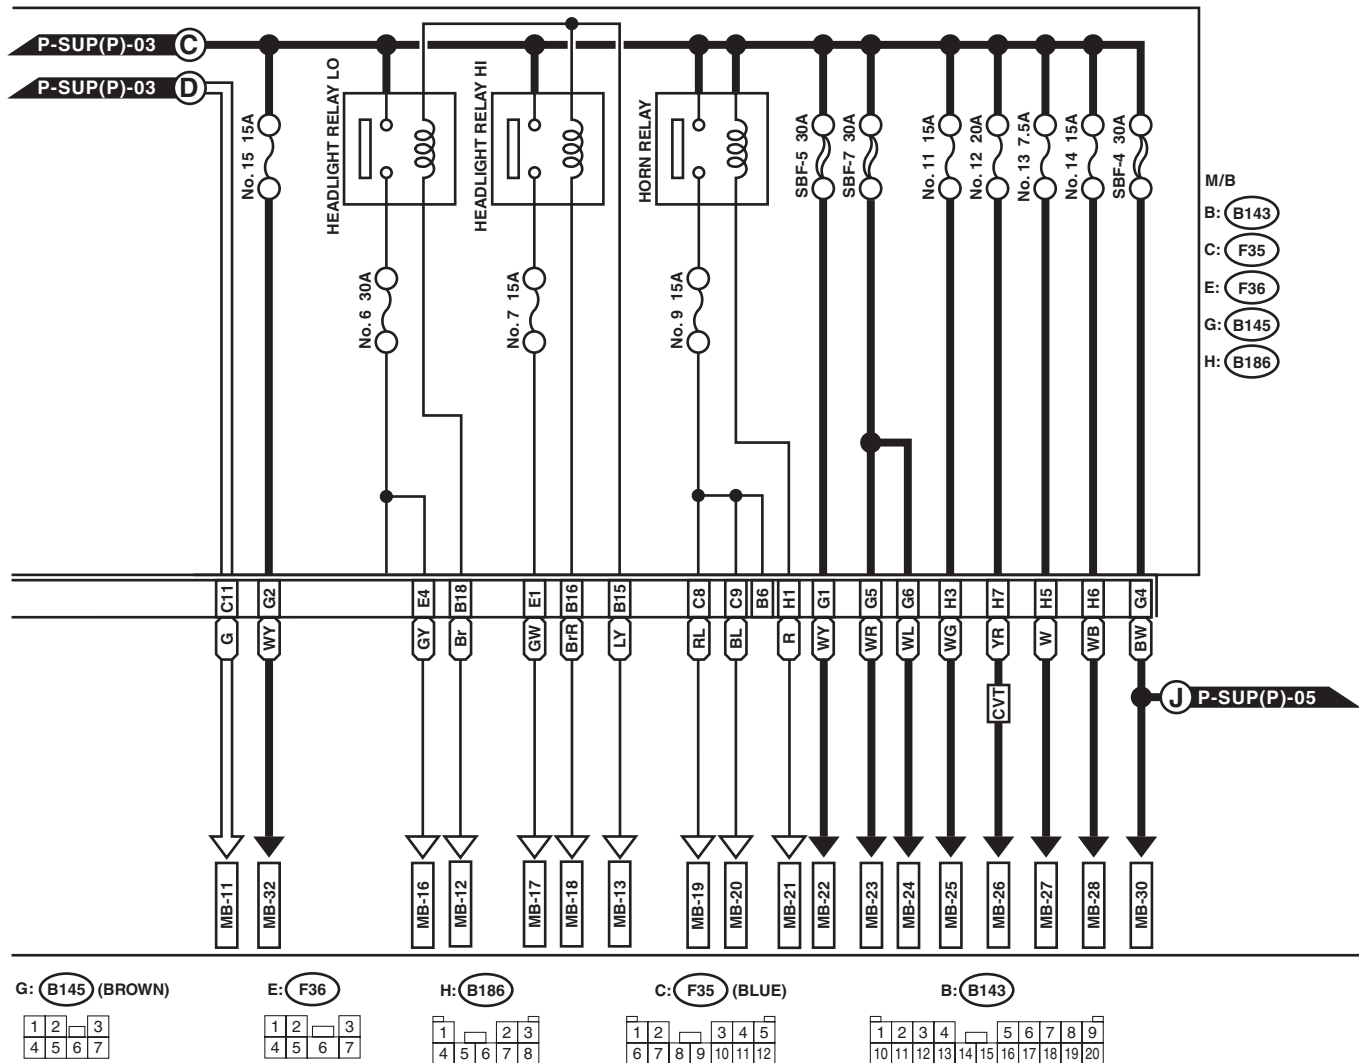 P-SUP(P)-03 C
P-SUP(P)-03 D
No. 15 15A
HEADLIGHT RELAY LO
HEADLIGHT RELAY HI
HORN RELAY
SBF-5 30A
SBF-7 30A
No. 11 15A
No. 12 20A
No. 13 7.5A
No. 14 15A
SBF-4 30A
No. 6 30A
No. 7 15A
No. 9 15A
M/B
B: B143
C: F35
E: F36
G: B145
H: B186
C11 G2 E4 B18 E1 B16 B15 C8 C9 B6 H1 G1 G5 G6 H3 H7 H5 H6 G4
G WY GY Br GW BrR LY RL BL R WY WR WL WG YR W WB BW
CVT
J P-SUP(P)-05
MB-11 MB-32 MB-16 MB-12 MB-17 MB-18 MB-13 MB-19 MB-20 MB-21 MB-22 MB-23 MB-24 MB-25 MB-26 MB-27 MB-28 MB-30
G: B145 (BROWN)
1 2 3
4 5 6 7
E: F36
1 2 3
4 5 6 7
H: B186
1 2 3
4 5 6 7 8
C: F35 (BLUE)
1 2 3 4 5
6 7 8 9 10 11 12
B: B143
1 2 3 4 5 6 7 8 9
10 11 12 13 14 15 16 17 18 19 20